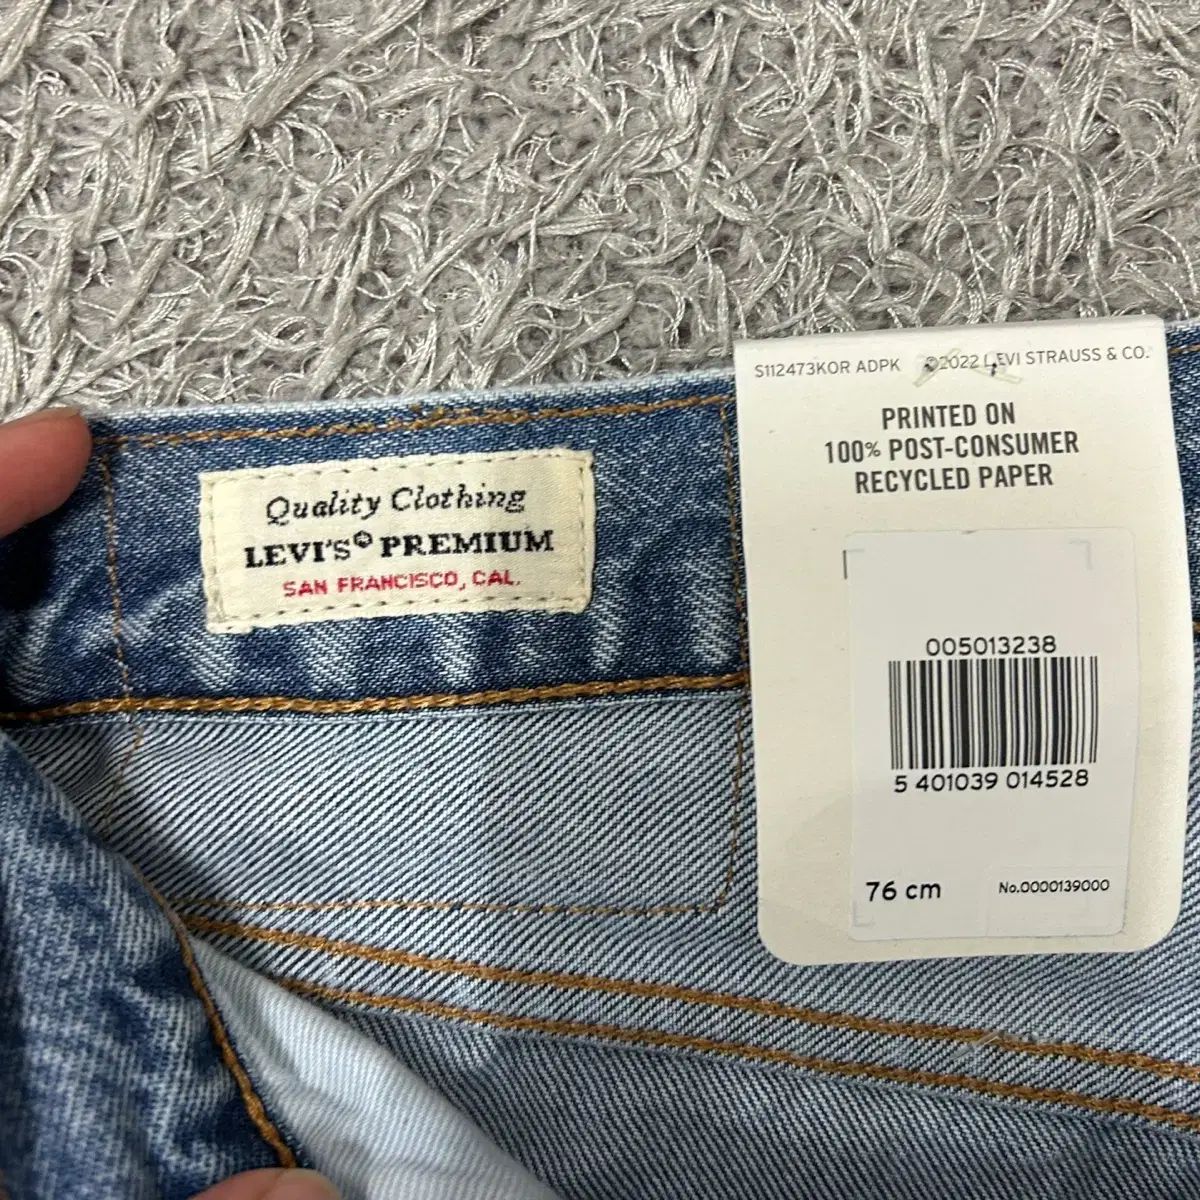 Quality Clothing
LEVI'S® PREMIUM
SAN FRANCISCO, CAL.
S112473KOR ADPK ©2022 LEVI STRAUSS & CO.
PRINTED ON
100% POST-CONSUMER
RECYCLED PAPER
005013238
5 401039 014528
76 cm No.0000139000